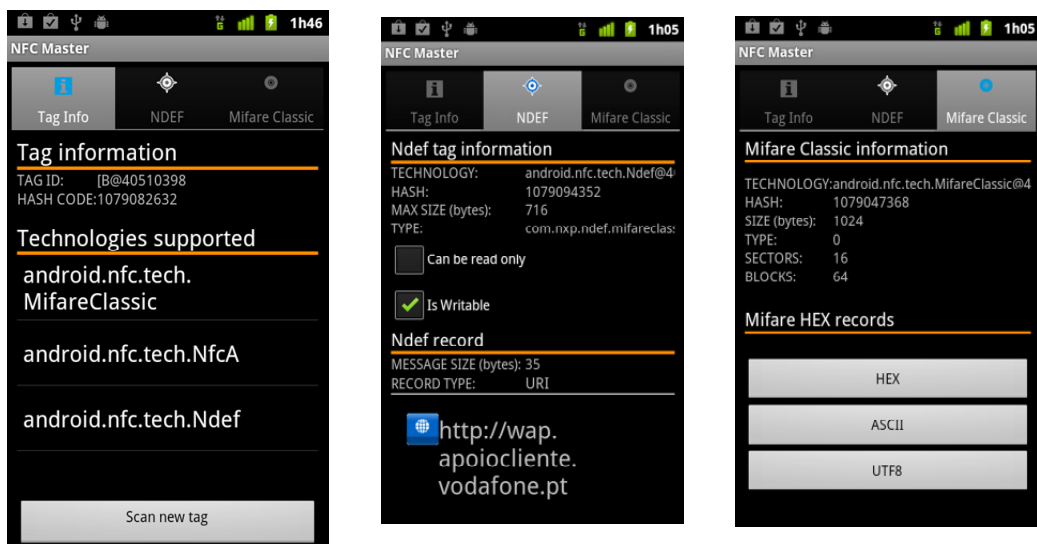 1h46
NFC Master
Tag Info NDEF Mifare Classic
Tag information
TAG ID: [B@40510398
HASH CODE:1079082632
Technologies supported
android.nfc.tech.
MifareClassic
android.nfc.tech.NfcA
android.nfc.tech.Ndef
Scan new tag
1h05
NFC Master
Tag Info NDEF Mifare Classic
Ndef tag information
TECHNOLOGY: android.nfc.tech.Ndef@4
HASH: 1079094352
MAX SIZE (bytes): 716
TYPE: com.nxp.ndef.mifareclas
Can be read only
Is Writable
Ndef record
MESSAGE SIZE (bytes): 35
RECORD TYPE: URI
http://wap.
apoiocliente.
vodafone.pt
1h05
NFC Master
Tag Info NDEF Mifare Classic
Mifare Classic information
TECHNOLOGY:android.nfc.tech.MifareClassic@4
HASH: 1079047368
SIZE (bytes): 1024
TYPE: 0
SECTORS: 16
BLOCKS: 64
Mifare HEX records
HEX
ASCII
UTF8